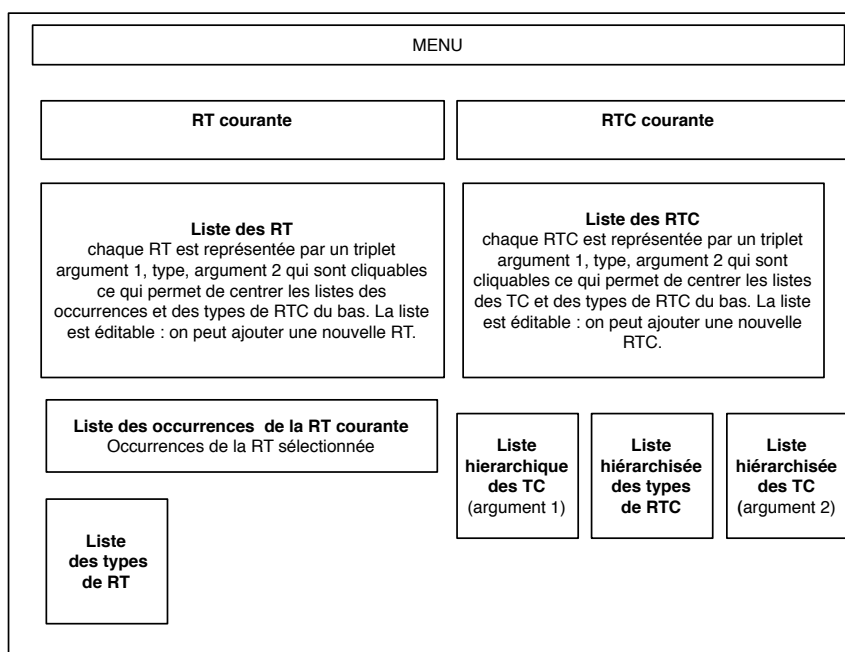 MENU
RT courante
RTC courante
Liste des RT
chaque RT est représentée par un triplet
argument 1, type, argument 2 qui sont cliquables
ce qui permet de centrer les listes des
occurrences et des types de RTC du bas. La liste
est éditable : on peut ajouter une nouvelle RT.
Liste des RTC
chaque RTC est représentée par un triplet
argument 1, type, argument 2 qui sont
cliquables ce qui permet de centrer les listes
des TC et des types de RTC du bas. La liste
est éditable : on peut ajouter une nouvelle
RTC.
Liste des occurrences de la RT courante
Occurrences de la RT sélectionnée
Liste
hierarchique
des TC
(argument 1)
Liste
hiérarchisée
des types
de RTC
Liste
hiérarchisée
des TC
(argument 2)
Liste
des types
de RT